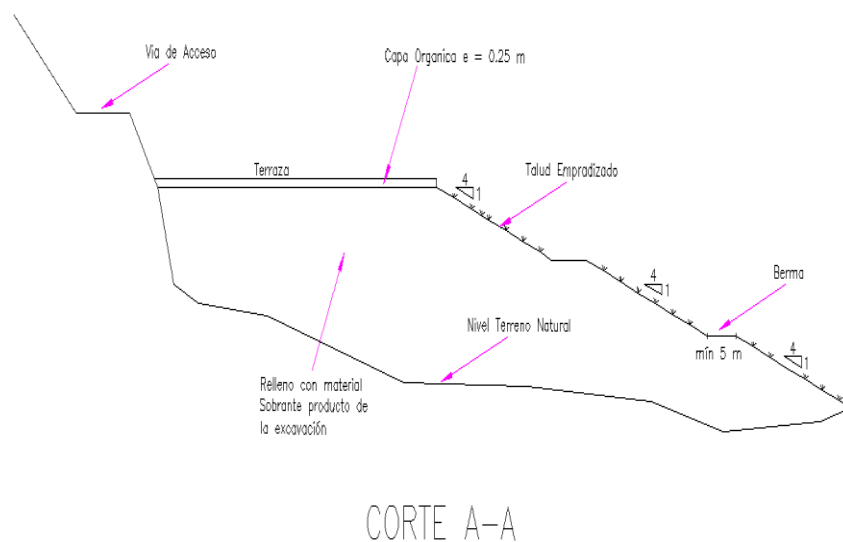 Via de Acceso
Capa Organica e = 0.25 m
Terraza
4
1
Talud Empradizado
4
1
Berma
mín 5 m
4
1
Nivel Terreno Natural
Relleno con material
Sobrante producto de
la excavación
CORTE A-A